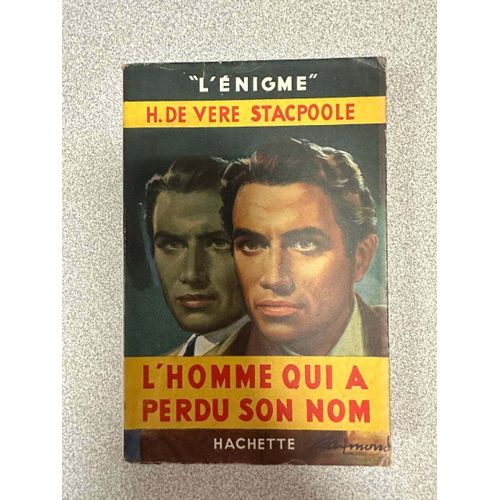 "L'ÉNIGME"
H. DE VERE STACPOOLE
L'HOMME QUI A
PERDU SON NOM
HACHETTE